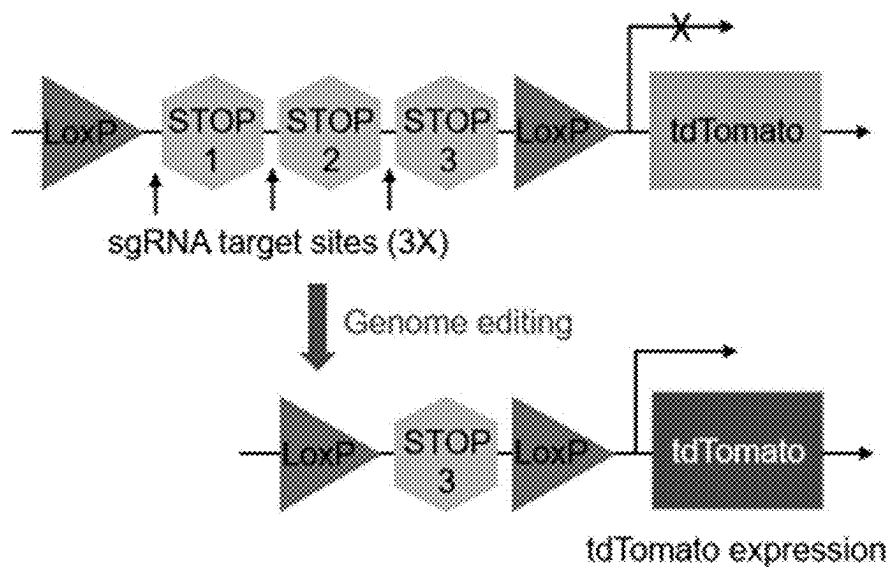 LoxP STOP 1 STOP 2 STOP 3 LoxP X tdTomato
sgRNA target sites (3X)
Genome editing
LoxP STOP 3 LoxP tdTomato
tdTomato expression